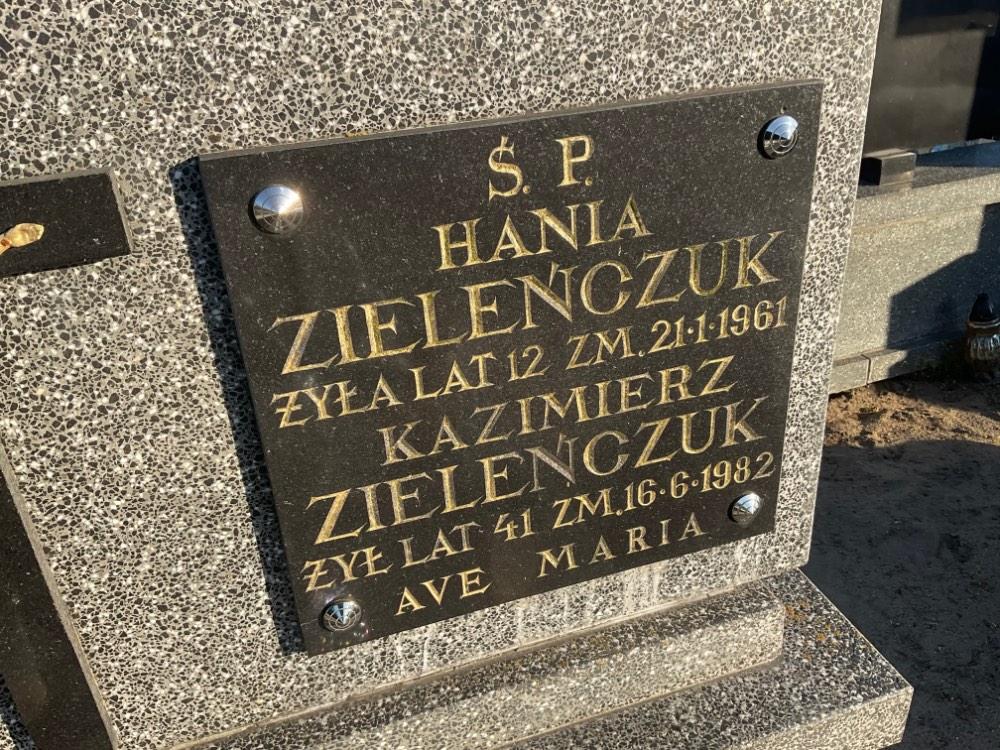 Ś. P.
HANIA
ZIELEŃCZUK
ŻYŁA LAT 12 ZM. 21·1·1961
KAZIMIERZ
ZIELEŃCZUK
ŻYŁ LAT 41 ZM. 16·6·1982
AVE MARIA